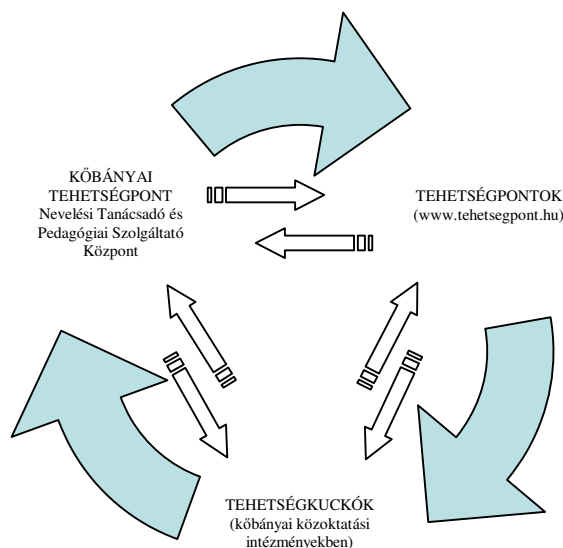 KŐBÁNYAI
TEHETSÉGPONT
Nevelési Tanácsadó és
Pedagógiai Szolgáltató
Központ
TEHETSÉGPONTOK
(www.tehetsegpont.hu)
TEHETSÉGKUCKÓK
(kőbányai közoktatási
intézményekben)